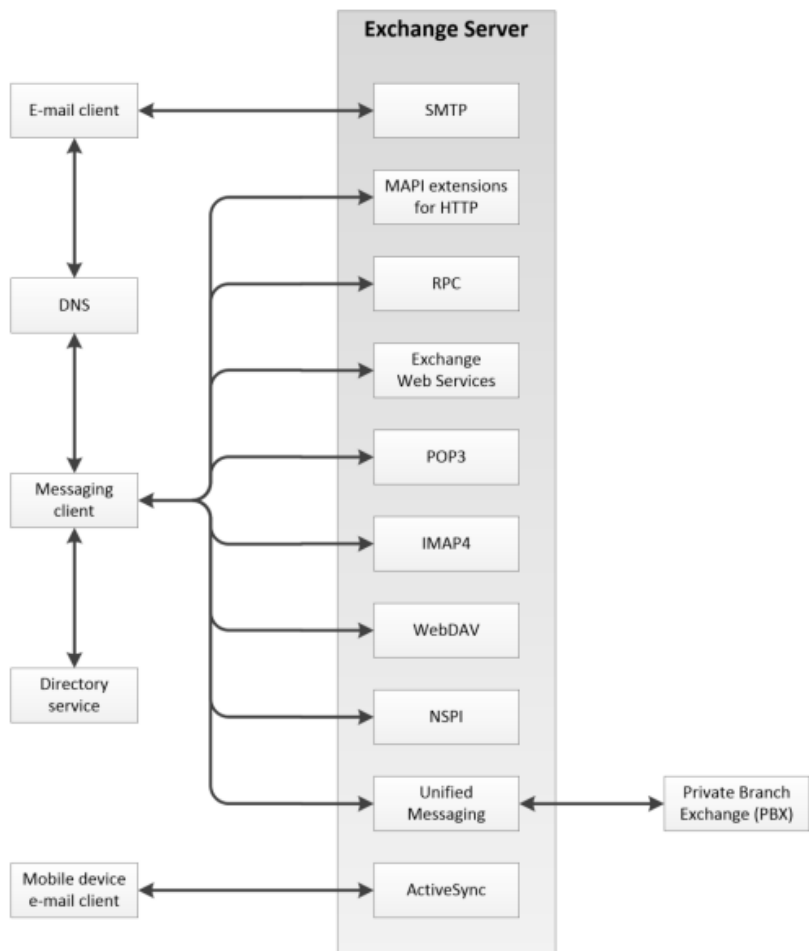 Exchange Server
E-mail client
SMTP
MAPI extensions
for HTTP
RPC
DNS
Exchange
Web Services
POP3
Messaging
client
IMAP4
WebDAV
Directory
service
NSPI
Unified
Messaging
Private Branch
Exchange (PBX)
Mobile device
e-mail client
ActiveSync